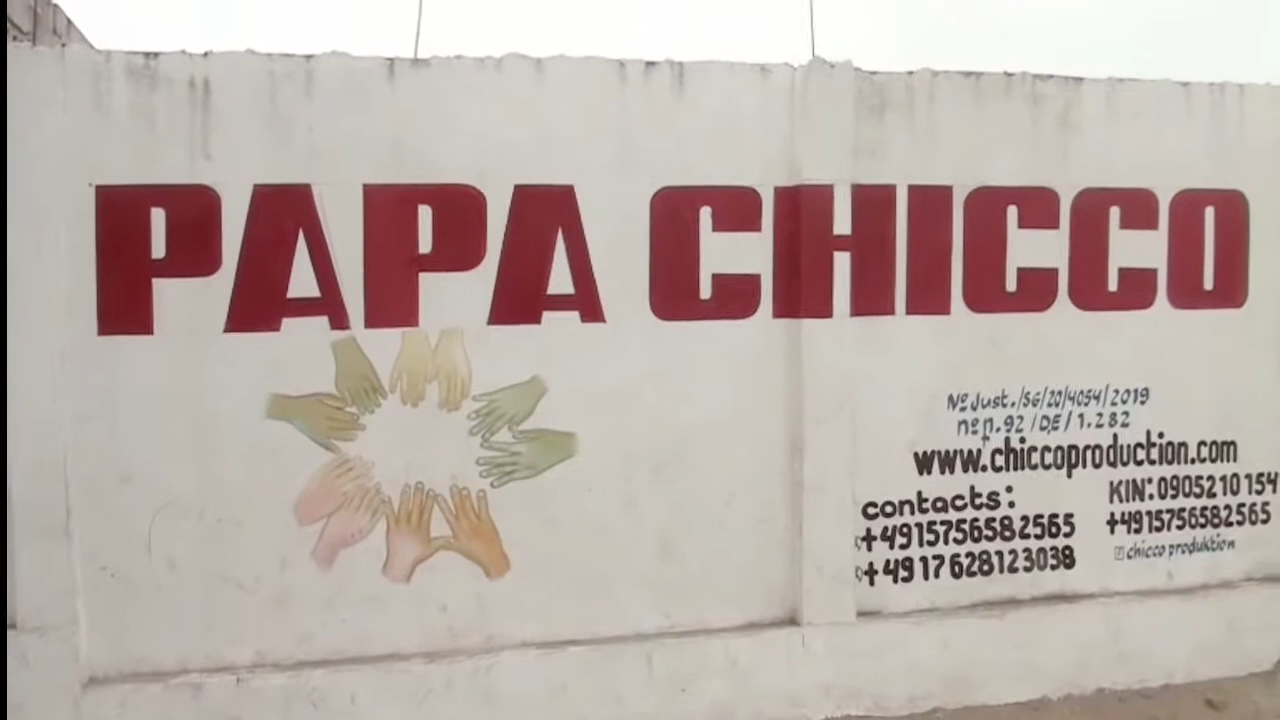 PAPA CHICCO
Nº Just./SG/20/4054/2019
nº n.92 /DE/ 1.282
www.chiccoproduction.com
contacts:
+4915756582565
+4917628123038
KIN: 0905210154
+4915756582565
chicco produktion